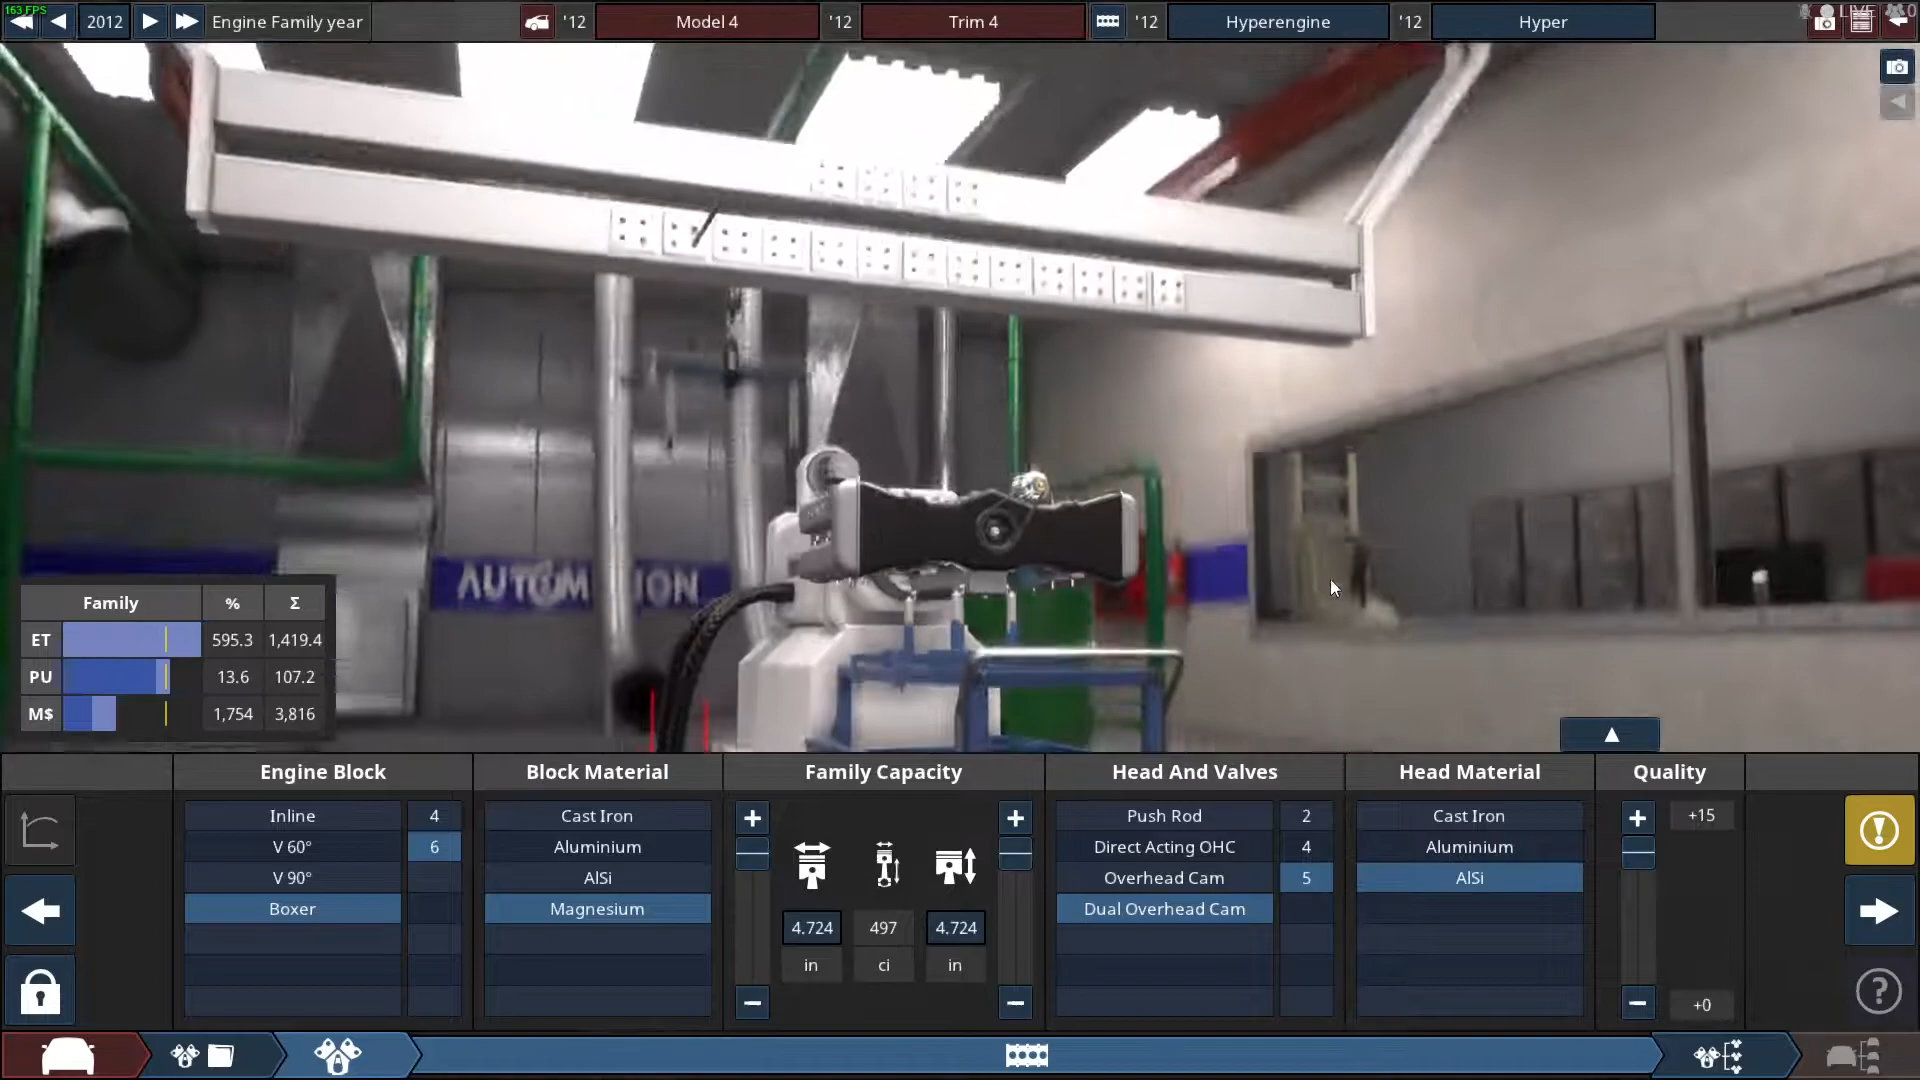 163 FPS
2012 Engine Family year '12 Model 4 '12 Trim 4 '12 Hyperengine '12 Hyper
LIVE 0
AUTOMATION
Family % Σ
ET 595.3 1,419.4
PU 13.6 107.2
M$ 1,754 3,816
Engine Block Block Material Family Capacity Head And Valves Head Material Quality
Inline 4 Cast Iron + + Push Rod 2 Cast Iron + +15
V 60° 6 Aluminium Direct Acting OHC 4 Aluminium
V 90° AlSi Overhead Cam 5 AlSi
Boxer Magnesium 4.724 497 4.724 Dual Overhead Cam
in ci in
− − − +0
?